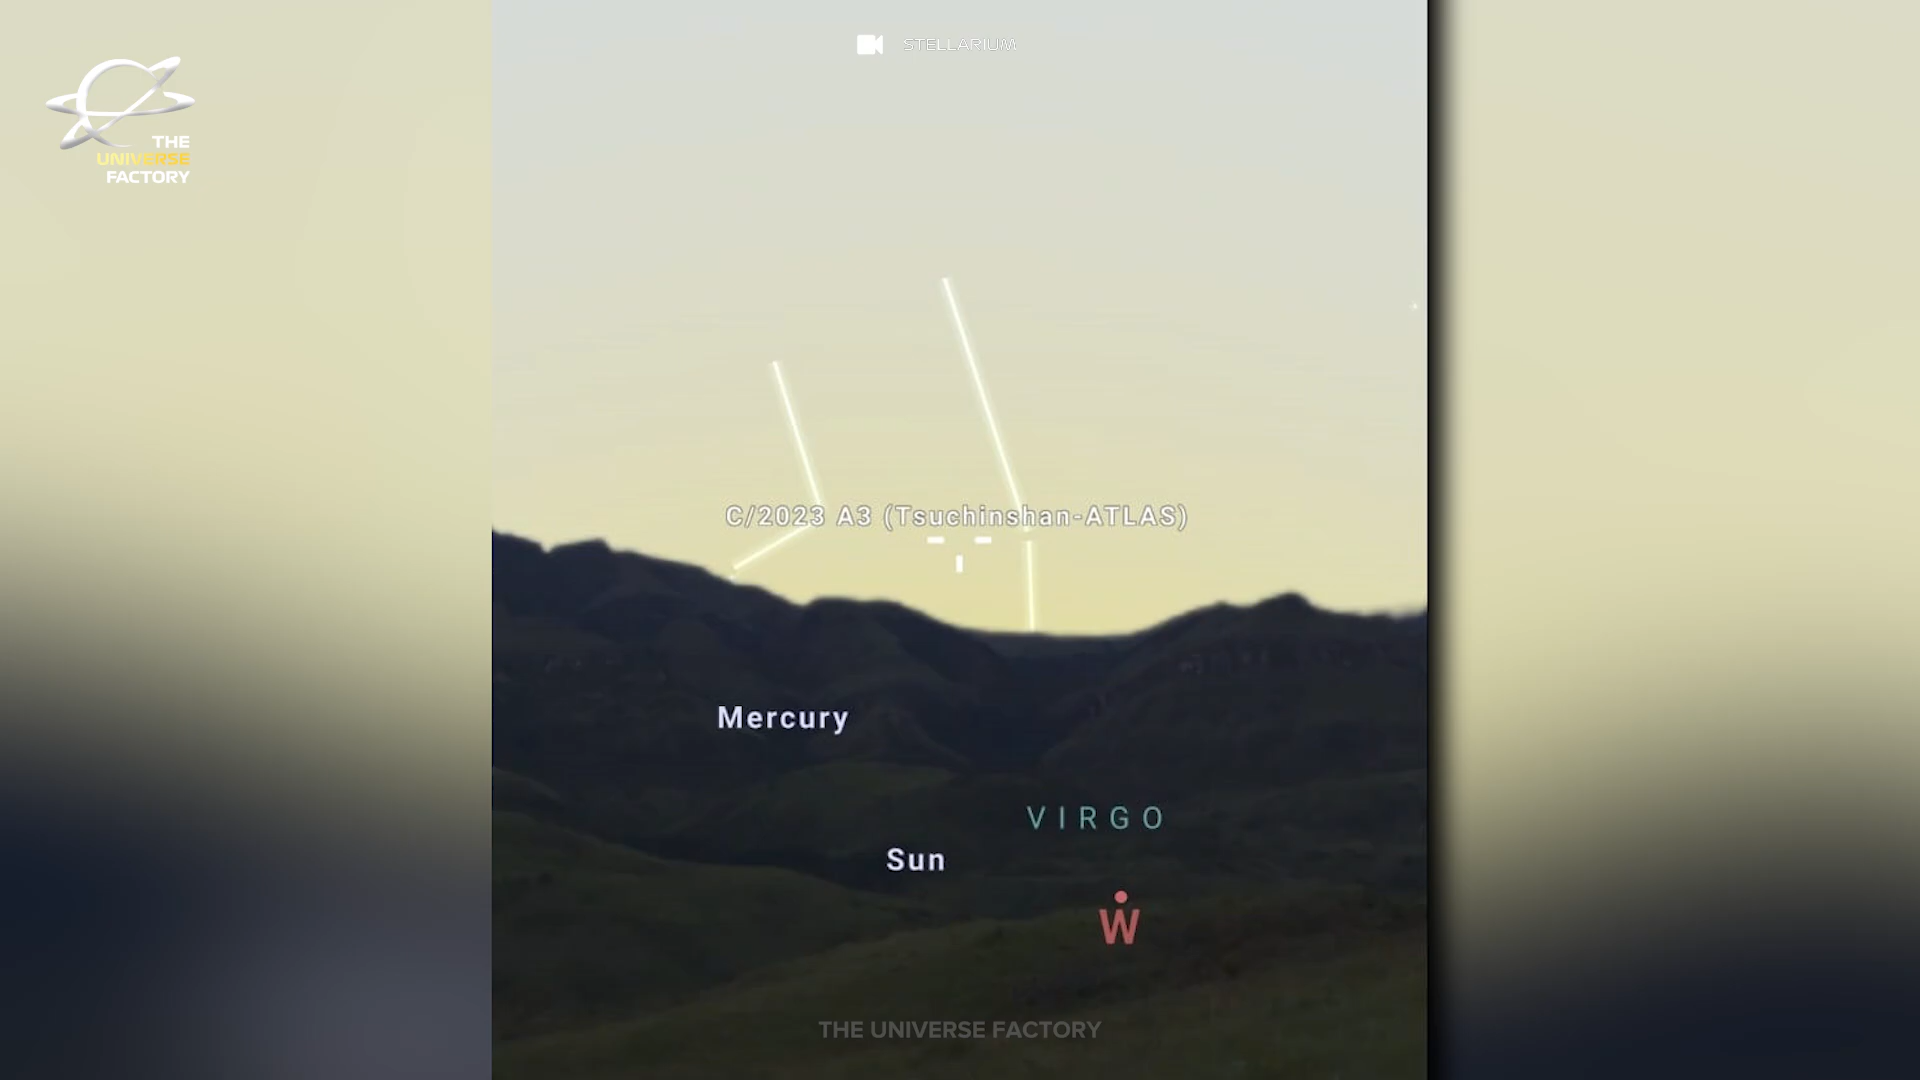 STELLARIUM
THE
UNIVERSE
FACTORY
C/2023 A3 (Tsuchinshan-ATLAS)
Mercury
VIRGO
Sun
W
THE UNIVERSE FACTORY